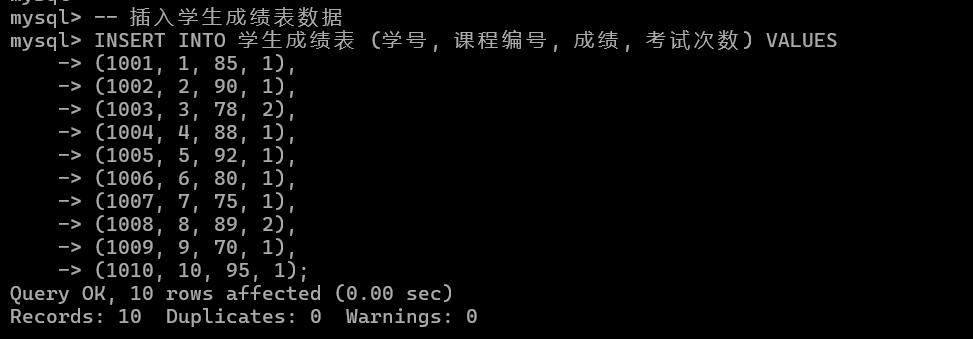 mysql> -- 插入学生成绩表数据
mysql> INSERT INTO 学生成绩表 (学号, 课程编号, 成绩, 考试次数) VALUES
    -> (1001, 1, 85, 1),
    -> (1002, 2, 90, 1),
    -> (1003, 3, 78, 2),
    -> (1004, 4, 88, 1),
    -> (1005, 5, 92, 1),
    -> (1006, 6, 80, 1),
    -> (1007, 7, 75, 1),
    -> (1008, 8, 89, 2),
    -> (1009, 9, 70, 1),
    -> (1010, 10, 95, 1);
Query OK, 10 rows affected (0.00 sec)
Records: 10  Duplicates: 0  Warnings: 0